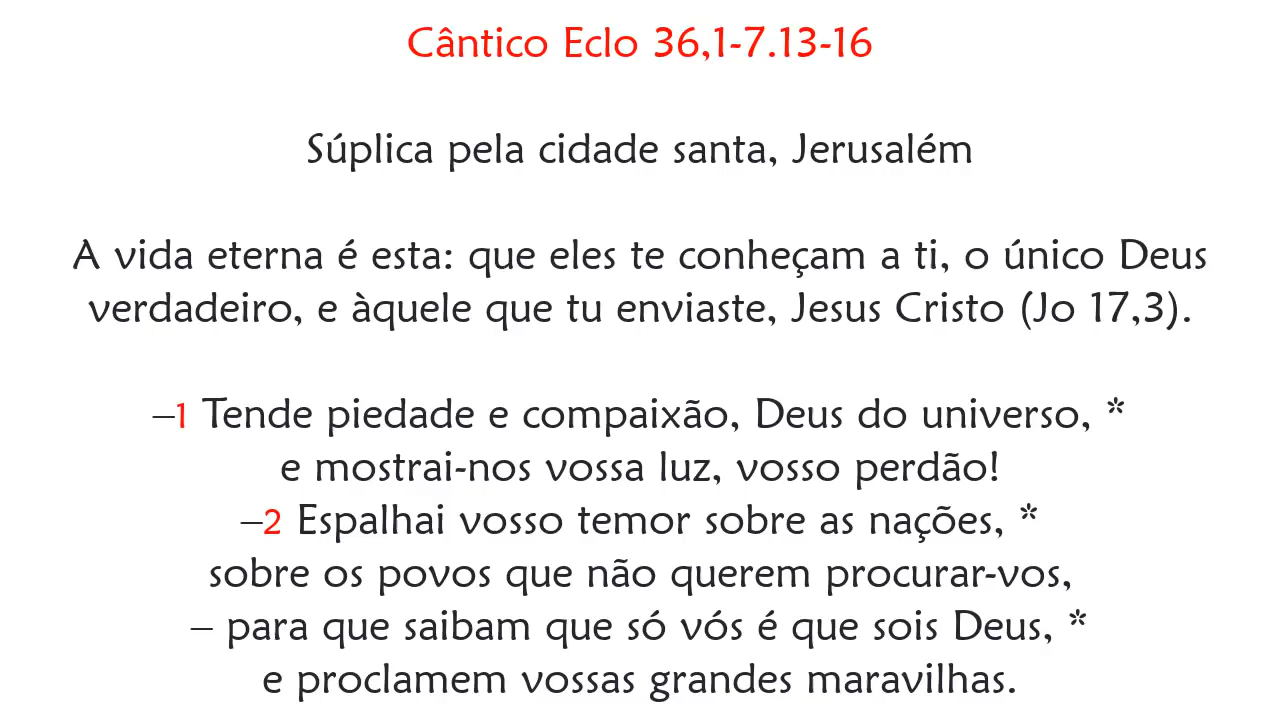 Cântico Eclo 36,1-7.13-16
Súplica pela cidade santa, Jerusalém
A vida eterna é esta: que eles te conheçam a ti, o único Deus
verdadeiro, e àquele que tu enviaste, Jesus Cristo (Jo 17,3).
–1 Tende piedade e compaixão, Deus do universo, *
e mostrai-nos vossa luz, vosso perdão!
–2 Espalhai vosso temor sobre as nações, *
sobre os povos que não querem procurar-vos,
– para que saibam que só vós é que sois Deus, *
e proclamem vossas grandes maravilhas.